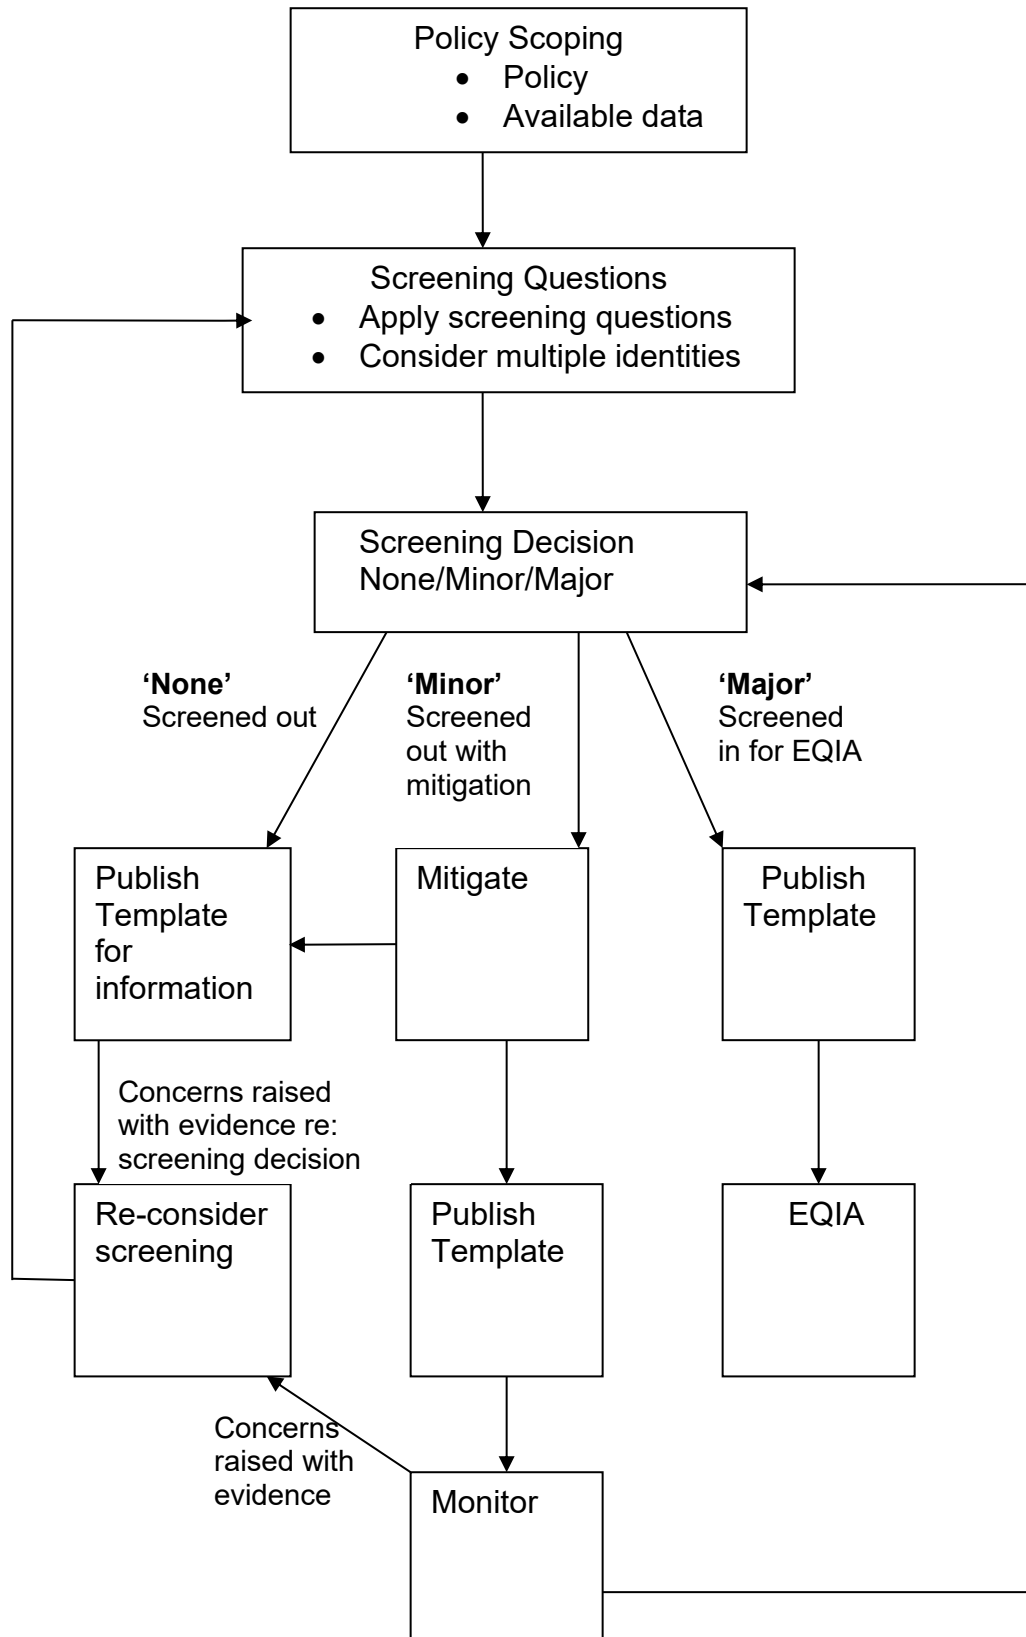 Policy Scoping
• Policy
• Available data
Screening Questions
• Apply screening questions
• Consider multiple identities
Screening Decision
None/Minor/Major
‘None’
Screened out
‘Minor’
Screened
out with
mitigation
‘Major’
Screened
in for EQIA
Publish
Template
for
information
Mitigate
Publish
Template
Concerns raised
with evidence re:
screening decision
Re-consider
screening
Publish
Template
EQIA
Concerns
raised with
evidence
Monitor